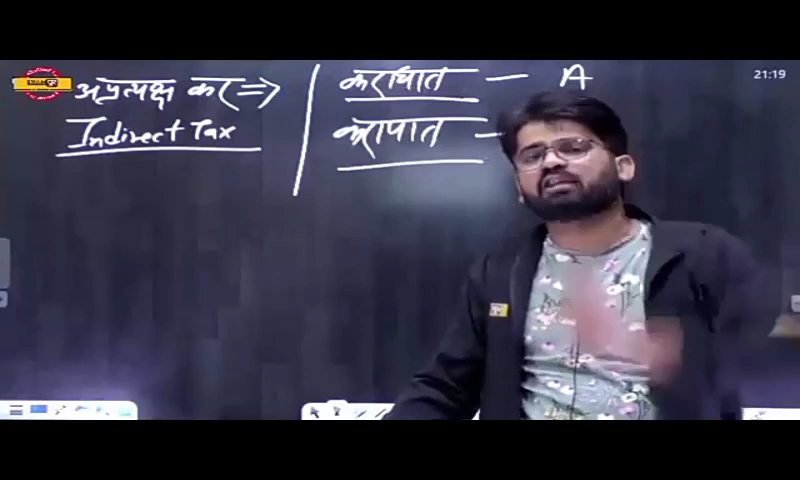 अप्रत्यक्ष कर ⇒
Indirect Tax
कराघात — A
करापात —
21:19